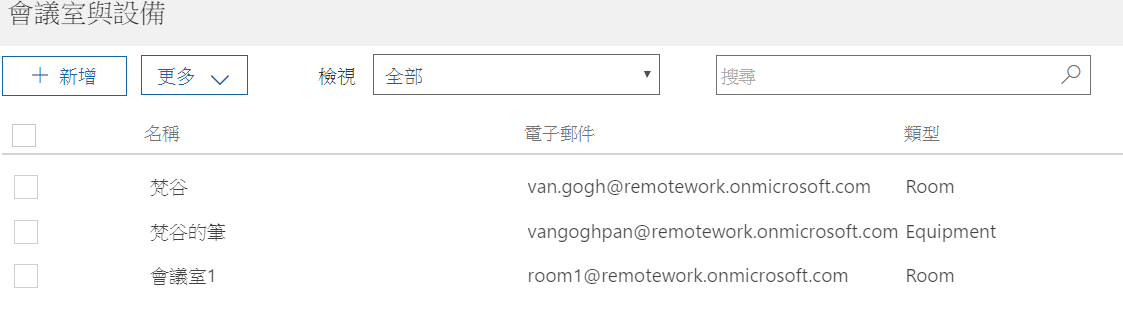 會議室與設備
新增 更多 檢視 全部 搜尋
名稱 電子郵件 類型
梵谷 van.gogh@remotework.onmicrosoft.com Room
梵谷的筆 vangoghpan@remotework.onmicrosoft.com Equipment
會議室1 room1@remotework.onmicrosoft.com Room